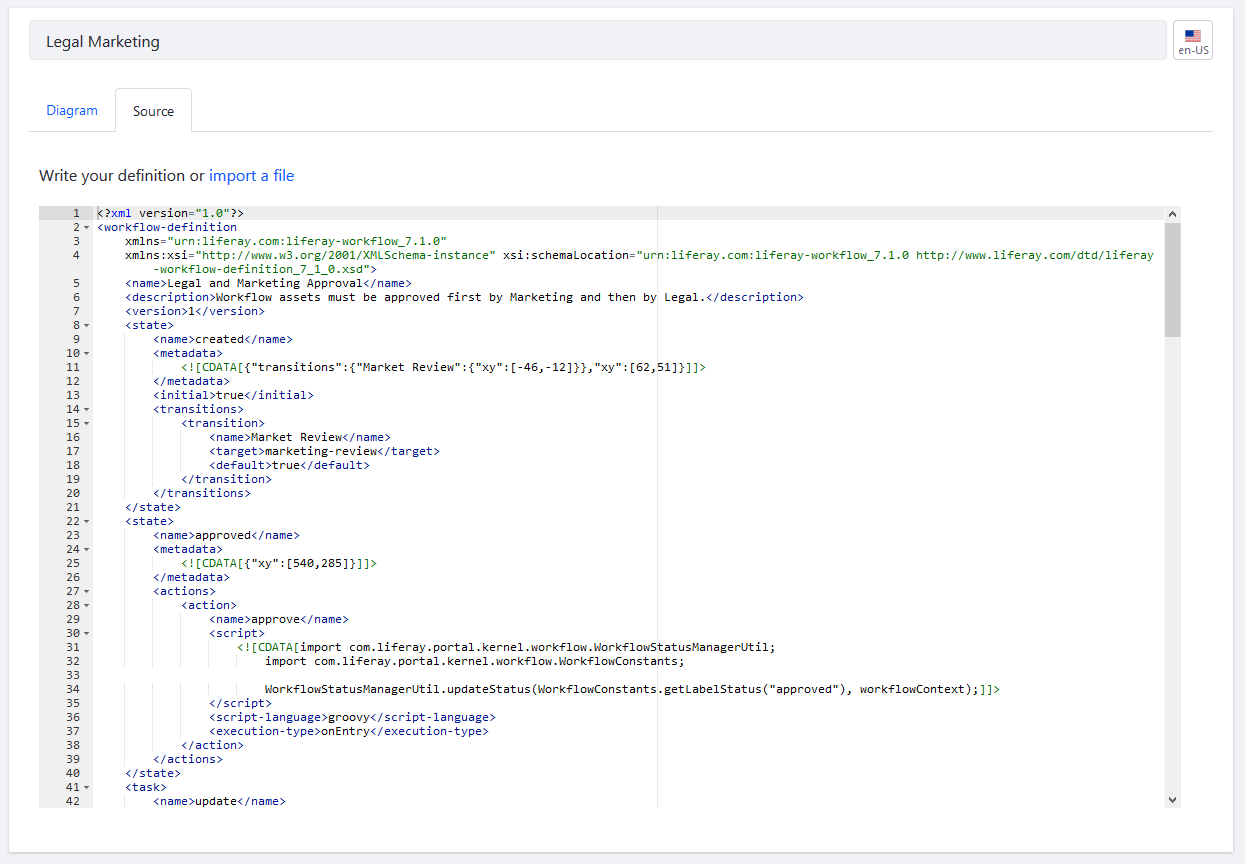 Legal Marketing
en-US
Diagram Source
Write your definition or import a file
1 <?xml version="1.0"?>
2 <workflow-definition
3 xmlns="urn:liferay.com:liferay-workflow_7.1.0"
4 xmlns:xsi="http://www.w3.org/2001/XMLSchema-instance" xsi:schemaLocation="urn:liferay.com:liferay-workflow_7.1.0 http://www.liferay.com/dtd/liferay
-workflow-definition_7_1_0.xsd">
5 <name>Legal and Marketing Approval</name>
6 <description>Workflow assets must be approved first by Marketing and then by Legal.</description>
7 <version>1</version>
8 <state>
9 <name>created</name>
10 <metadata>
11 <![CDATA[{"transitions":{"Market Review":{"xy":[-46,-12]}},"xy":[62,51]}]]>
12 </metadata>
13 <initial>true</initial>
14 <transitions>
15 <transition>
16 <name>Market Review</name>
17 <target>marketing-review</target>
18 <default>true</default>
19 </transition>
20 </transitions>
21 </state>
22 <state>
23 <name>approved</name>
24 <metadata>
25 <![CDATA[{"xy":[540,285]}]]>
26 </metadata>
27 <actions>
28 <action>
29 <name>approve</name>
30 <script>
31 <![CDATA[import com.liferay.portal.kernel.workflow.WorkflowStatusManagerUtil;
32 import com.liferay.portal.kernel.workflow.WorkflowConstants;
33
34 WorkflowStatusManagerUtil.updateStatus(WorkflowConstants.getLabelStatus("approved"), workflowContext);]]>
35 </script>
36 <script-language>groovy</script-language>
37 <execution-type>onEntry</execution-type>
38 </action>
39 </actions>
40 </state>
41 <task>
42 <name>update</name>